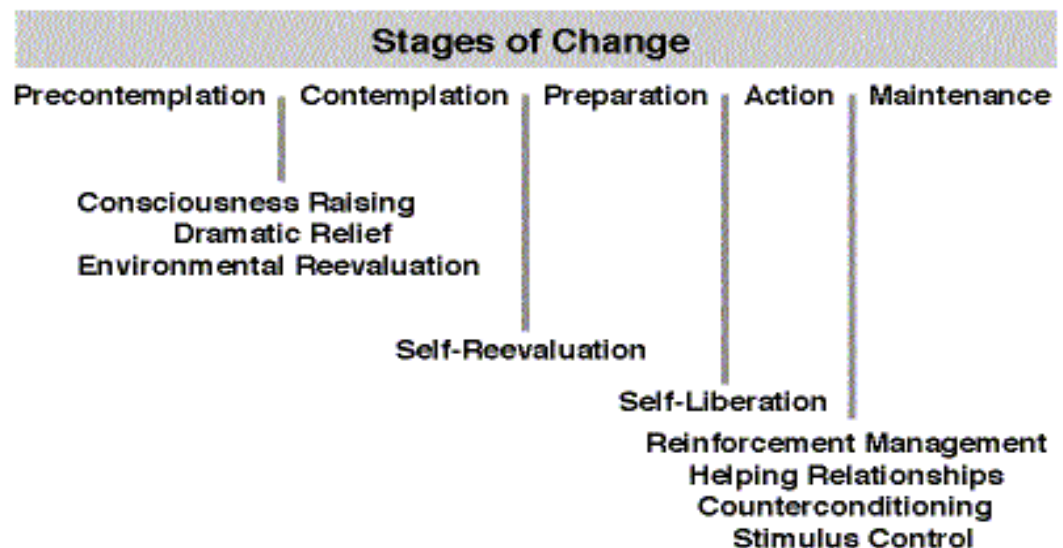 Stages of Change
Precontemplation Contemplation Preparation Action Maintenance
Consciousness Raising
Dramatic Relief
Environmental Reevaluation
Self-Reevaluation
Self-Liberation
Reinforcement Management
Helping Relationships
Counterconditioning
Stimulus Control